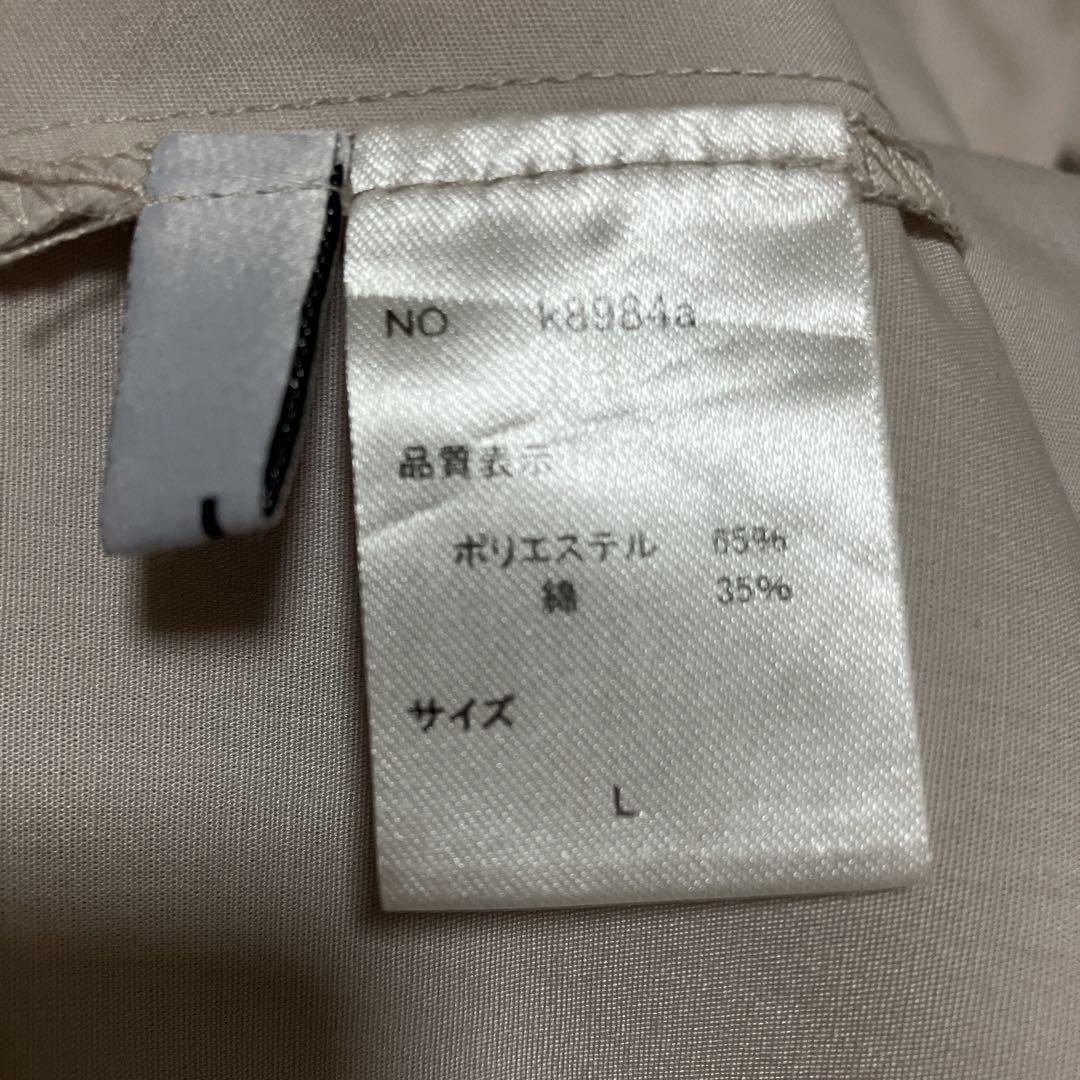 NO k8984a
品質表示
ポリエステル 65%
綿 35%
サイズ
L